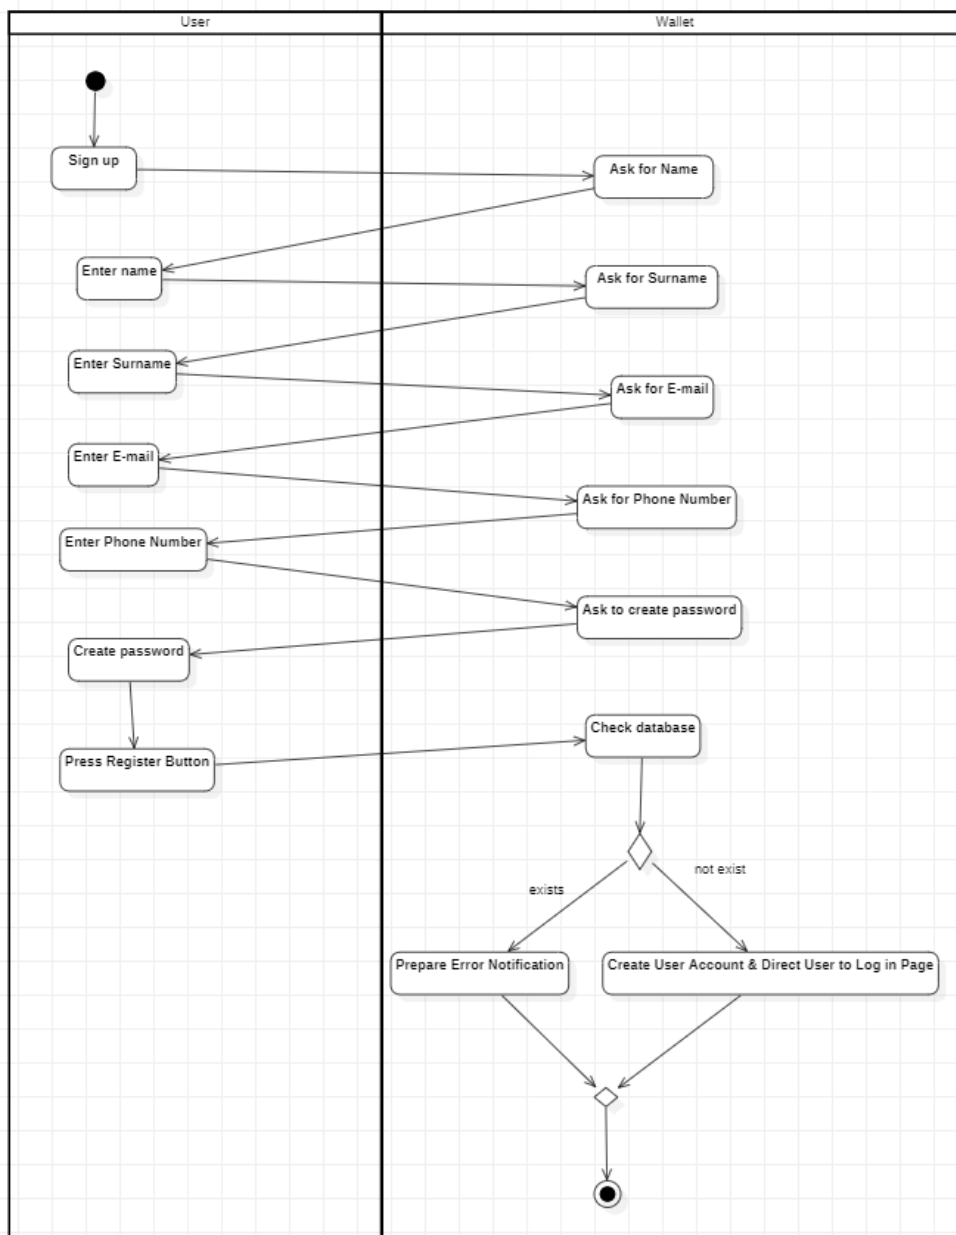 User
Wallet
Sign up
Ask for Name
Enter name
Ask for Surname
Enter Surname
Ask for E-mail
Enter E-mail
Ask for Phone Number
Enter Phone Number
Ask to create password
Create password
Check database
Press Register Button
exists
not exist
Prepare Error Notification
Create User Account & Direct User to Log in Page